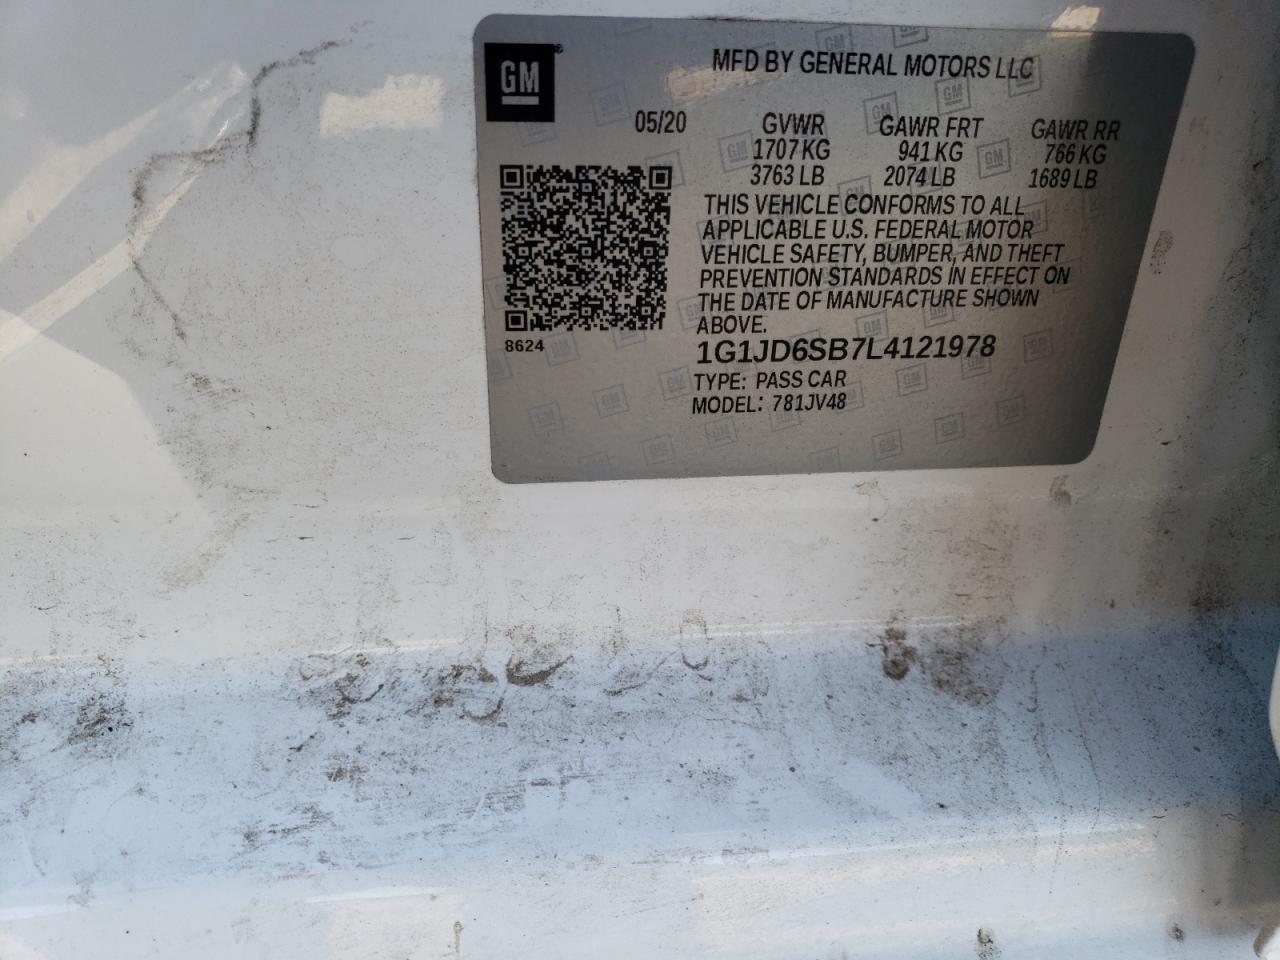 GM
MFD BY GENERAL MOTORS LLC
05/20 GVWR GAWR FRT GAWR RR
1707 KG 941 KG 766 KG
3763 LB 2074 LB 1689 LB
THIS VEHICLE CONFORMS TO ALL
APPLICABLE U.S. FEDERAL MOTOR
VEHICLE SAFETY, BUMPER, AND THEFT
PREVENTION STANDARDS IN EFFECT ON
THE DATE OF MANUFACTURE SHOWN
ABOVE.
8624
1G1JD6SB7L4121978
TYPE: PASS CAR
MODEL: 781JV48